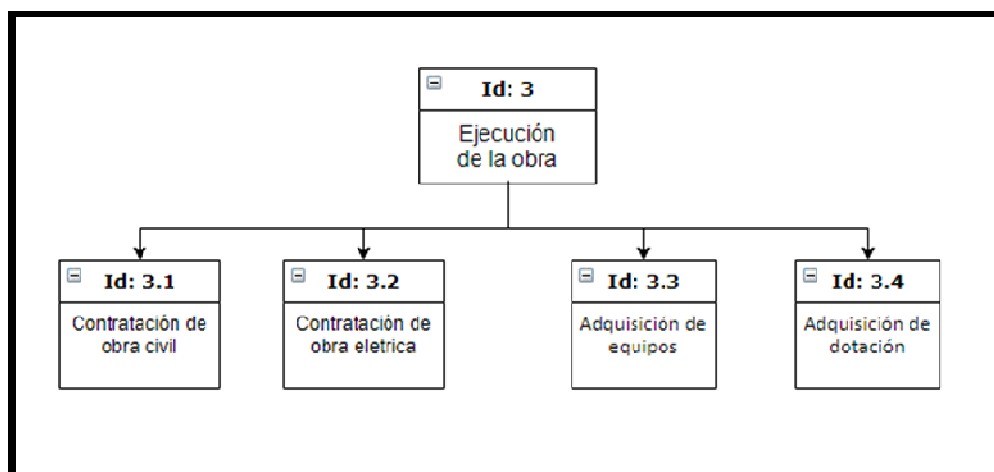 Id: 3
Ejecución
de la obra
Id: 3.1
Contratación de
obra civil
Id: 3.2
Contratación de
obra eletrica
Id: 3.3
Adquisición de
equipos
Id: 3.4
Adquisición de
dotación